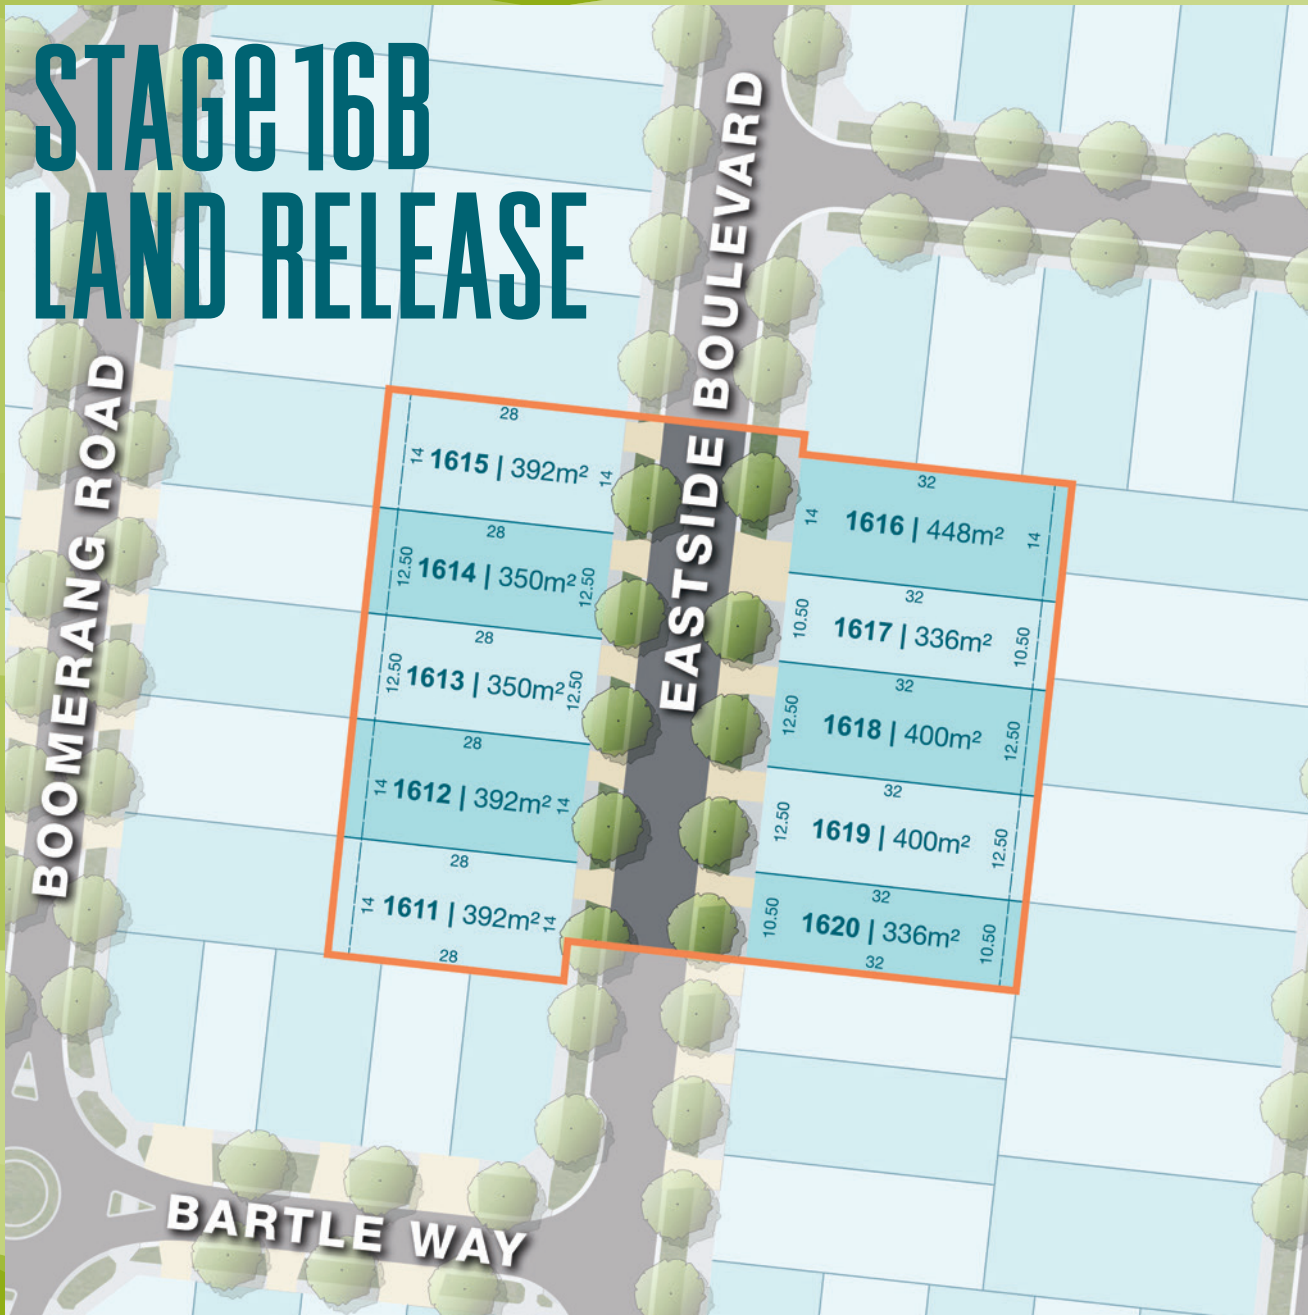 STAGE 16B
LAND RELEASE
BOOMERANG ROAD
EASTSIDE BOULEVARD
BARTLE WAY
28
14 1615 | 392m² 14
28
12.50 1614 | 350m² 12.50
28
12.50 1613 | 350m² 12.50
28
14 1612 | 392m² 14
28
14 1611 | 392m² 14
28
32
14 1616 | 448m² 14
32
10.50 1617 | 336m² 10.50
32
12.50 1618 | 400m² 12.50
32
12.50 1619 | 400m² 12.50
32
10.50 1620 | 336m² 10.50
32